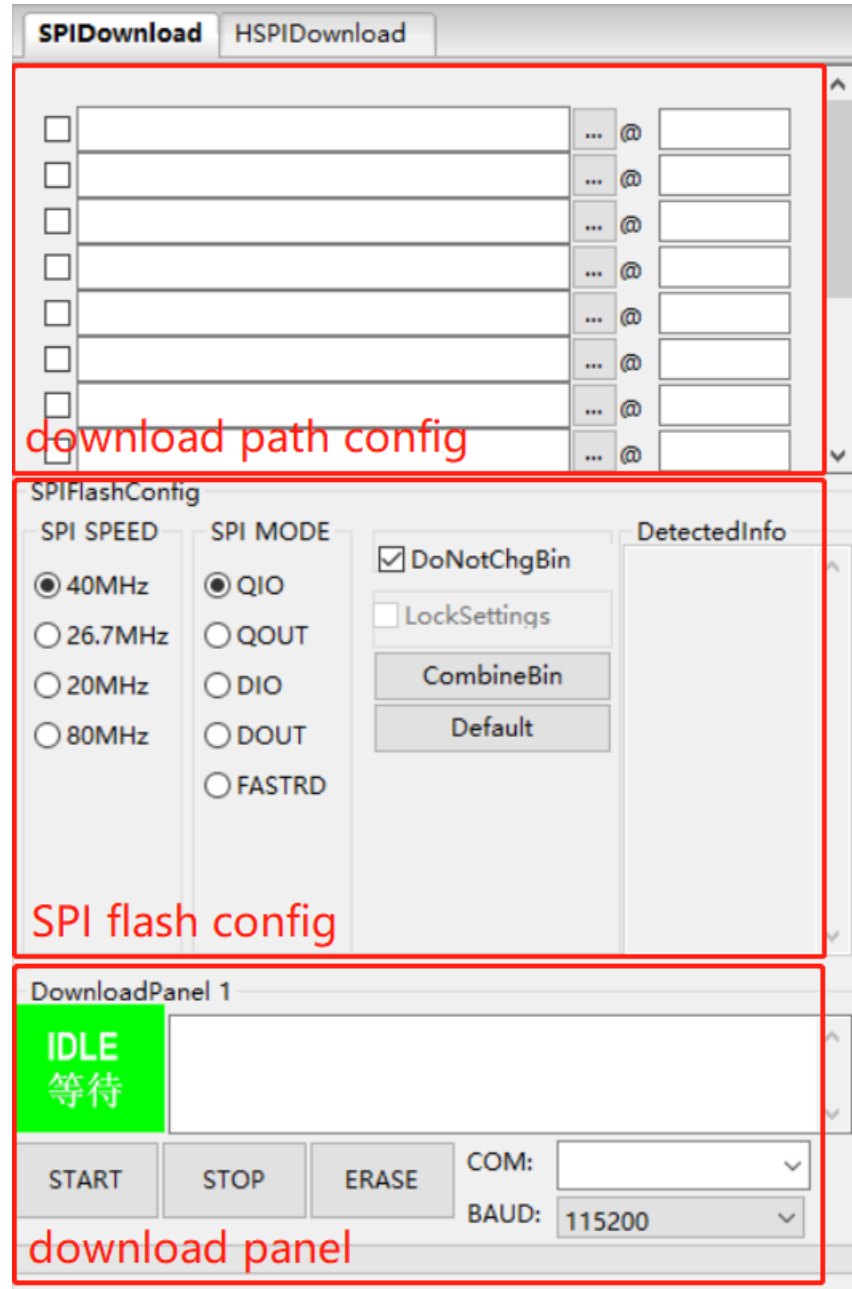 SPIDownload HSPIDownload
... @
... @
... @
... @
... @
... @
... @
... @
download path config
SPIFlashConfig
SPI SPEED SPI MODE DetectedInfo
DoNotChgBin
40MHz QIO
LockSettings
26.7MHz QOUT
CombineBin
20MHz DIO
Default
80MHz DOUT
FASTRD
SPI flash config
DownloadPanel 1
IDLE
等待
START STOP ERASE COM:
BAUD: 115200
download panel